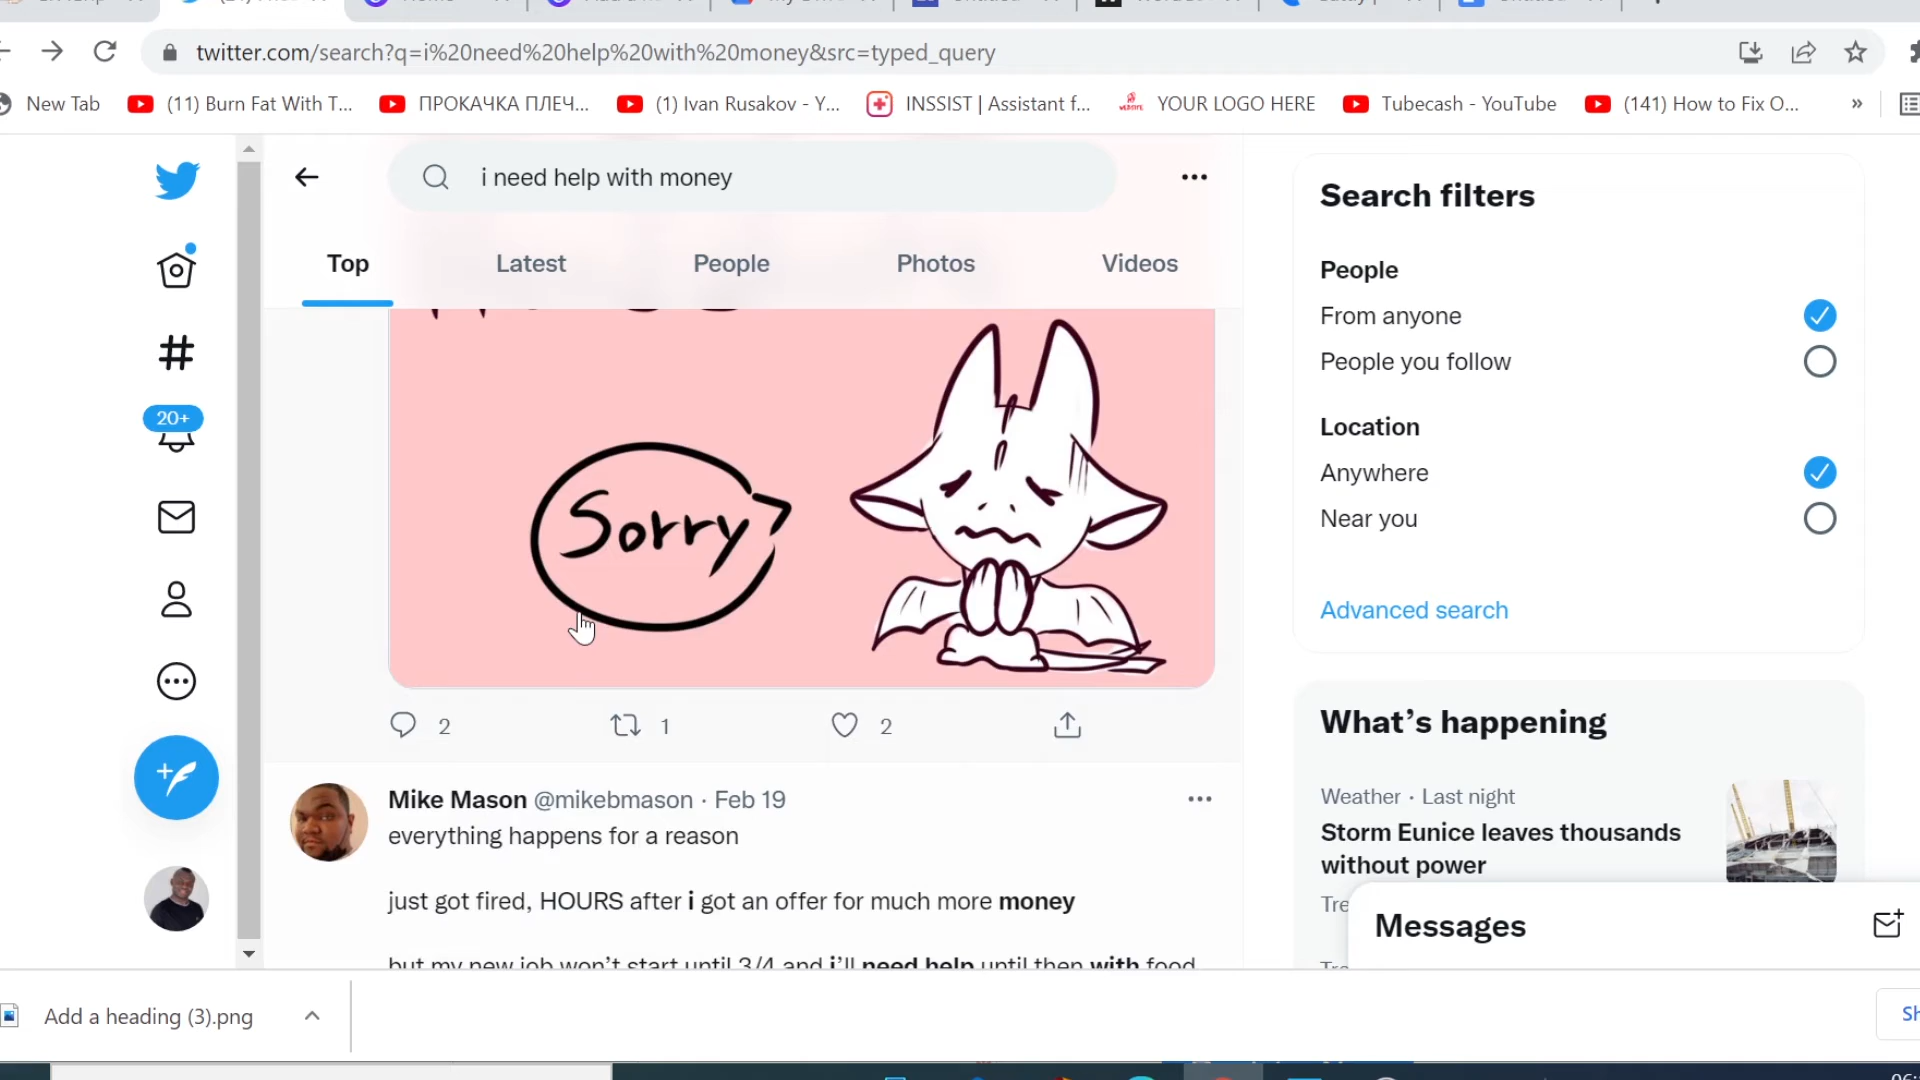 twitter.com/search?q=i%20need%20help%20with%20money&src=typed_query
New Tab
(11) Burn Fat With T...
ПРОКАЧКА ПЛЕЧ...
(1) Ivan Rusakov - Y...
INSSIST | Assistant f...
YOUR LOGO HERE
Tubecash - YouTube
(141) How to Fix O...
»
i need help with money
Top
Latest
People
Photos
Videos
Sorry
2
1
2
Mike Mason @mikebmason · Feb 19
everything happens for a reason
just got fired, HOURS after i got an offer for much more money
but my new job won't start until 3/4 and i'll need help until then with food
20+
Search filters
People
From anyone
People you follow
Location
Anywhere
Near you
Advanced search
What's happening
Weather · Last night
Storm Eunice leaves thousands
without power
Tre
Messages
Add a heading (3).png
Sh